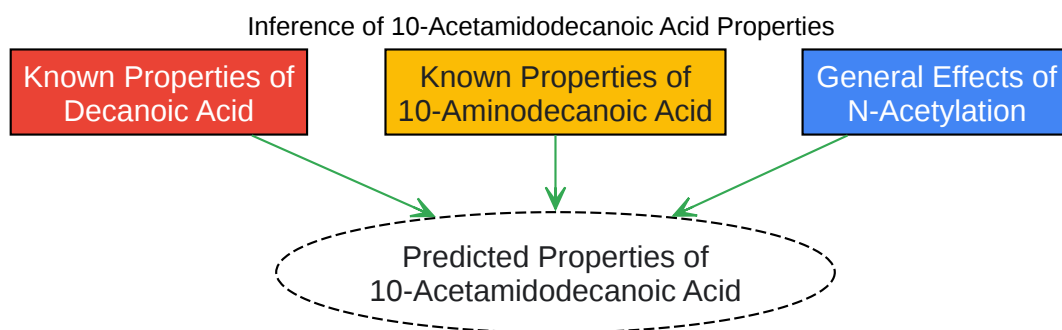 Inference of 10-Acetamidodecanoic Acid Properties
Known Properties of
Decanoic Acid
Known Properties of
10-Aminodecanoic Acid
General Effects of
N-Acetylation
Predicted Properties of
10-Acetamidodecanoic Acid